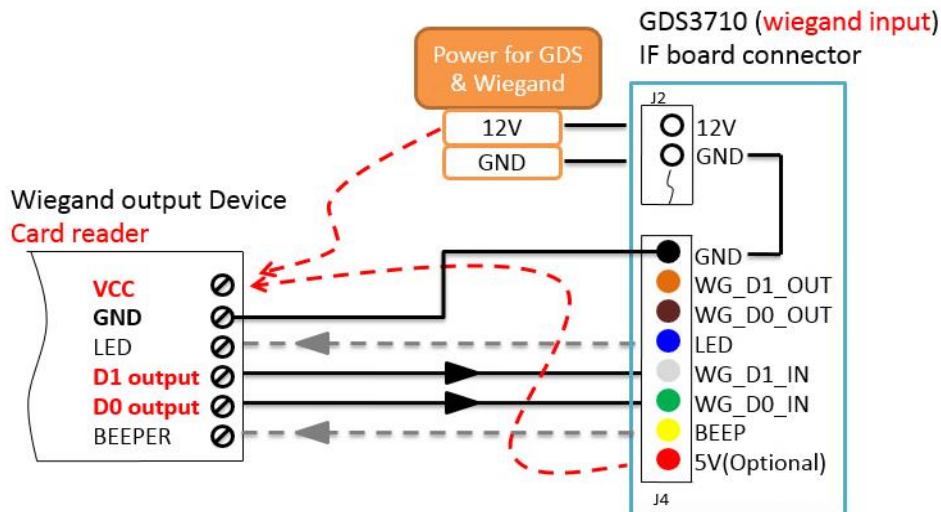 GDS3710 (wiegand input)
IF board connector
Power for GDS
& Wiegand
12V
GND
J2
12V
GND
Wiegand output Device
Card reader
VCC
GND
LED
D1 output
D0 output
BEEPER
GND
WG_D1_OUT
WG_D0_OUT
LED
WG_D1_IN
WG_D0_IN
BEEP
5V(Optional)
J4